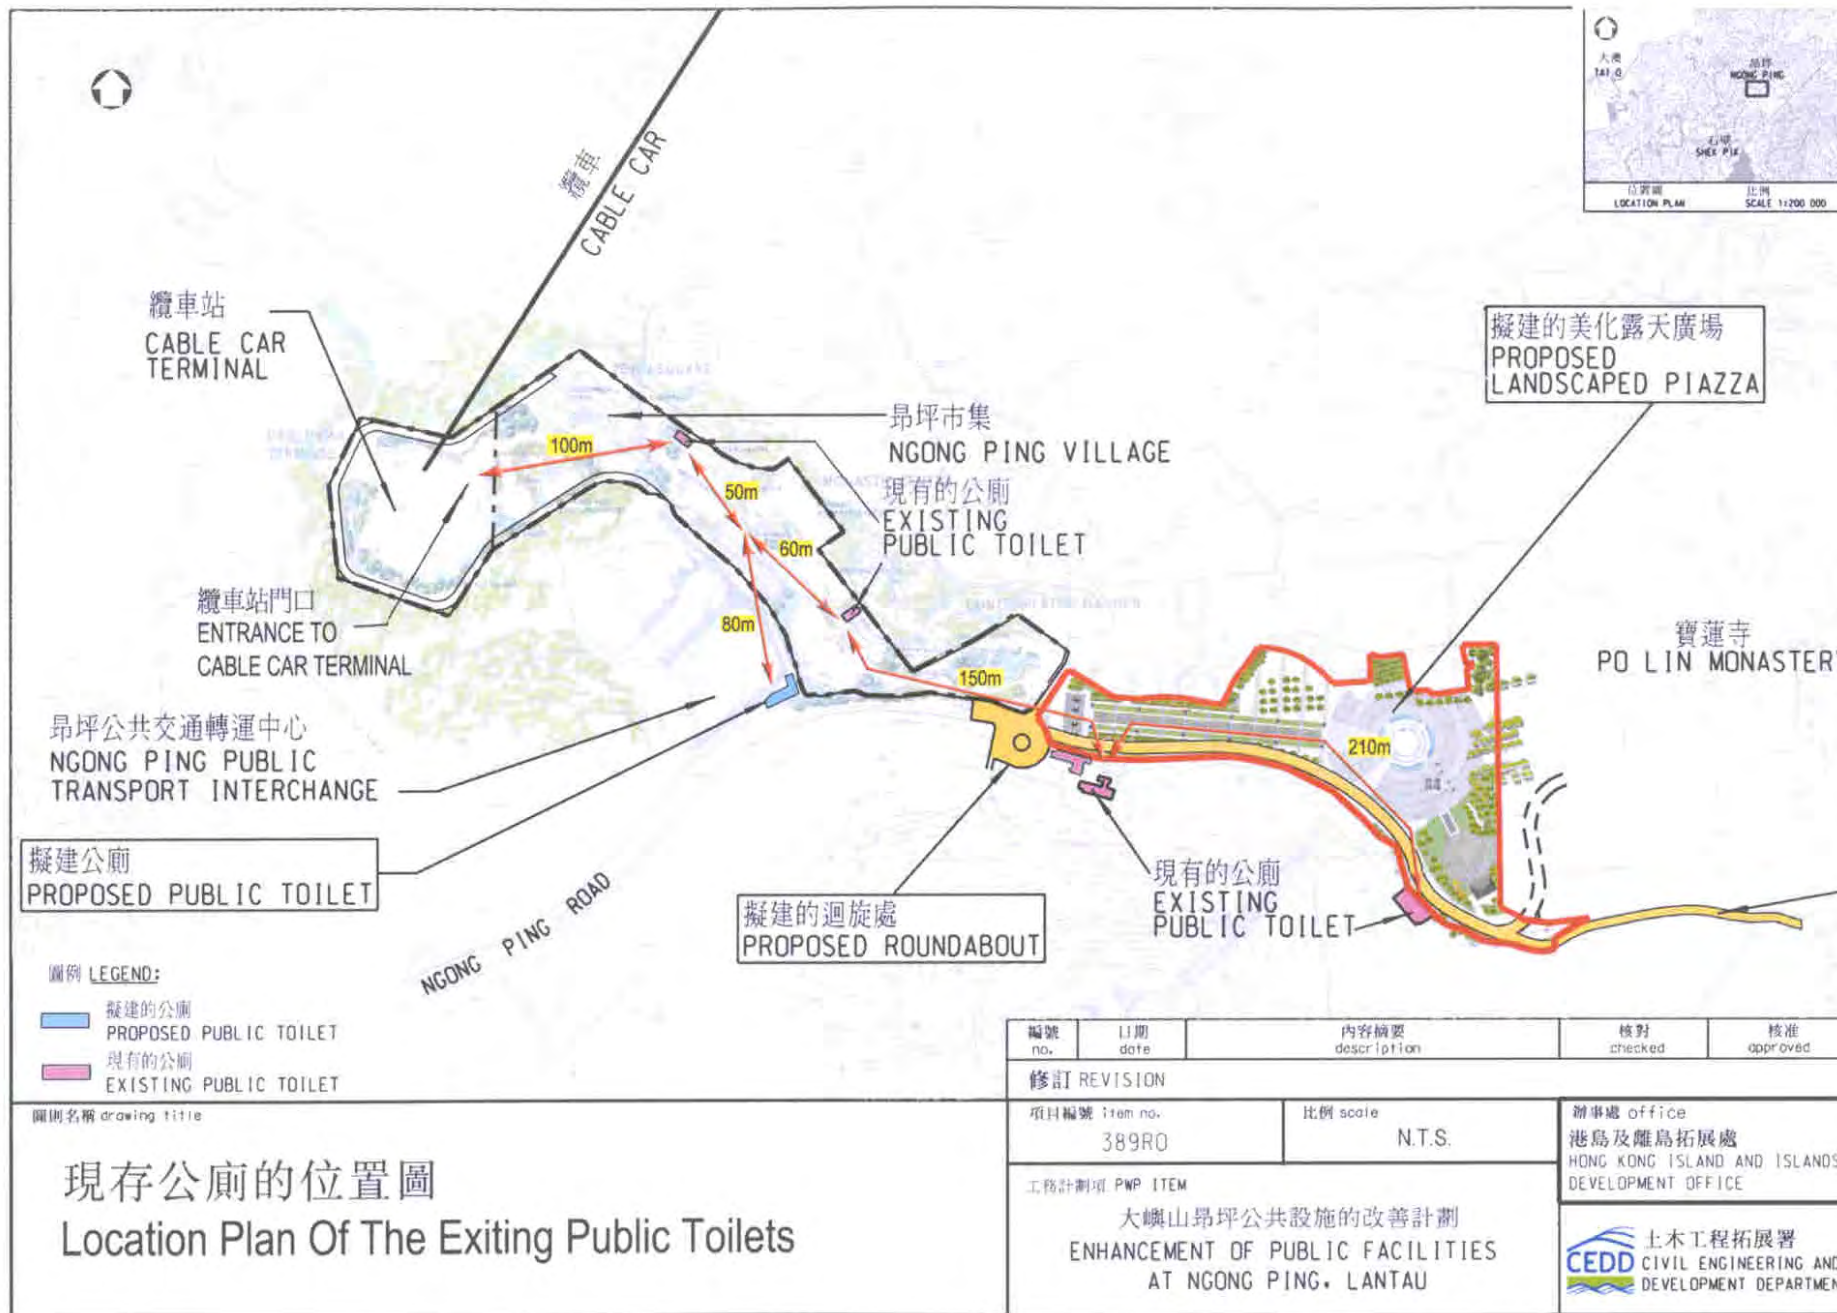 大澳
TAI O
昂坪
NGONG PING
石壁
SHEK PIK
位置圖
LOCATION PLAN
比例
SCALE 1:200 000
纜車
CABLE CAR
纜車站
CABLE CAR
TERMINAL
擬建的美化露天廣場
PROPOSED
LANDSCAPED PIAZZA
昂坪市集
NGONG PING VILLAGE
100m
現有的公廁
EXISTING
PUBLIC TOILET
50m
60m
纜車站門口
ENTRANCE TO
CABLE CAR TERMINAL
80m
150m
寶蓮寺
PO LIN MONASTERY
昂坪公共交通轉運中心
NGONG PING PUBLIC
TRANSPORT INTERCHANGE
210m
擬建公廁
PROPOSED PUBLIC TOILET
NGONG PING ROAD
擬建的迴旋處
PROPOSED ROUNDABOUT
現有的公廁
EXISTING
PUBLIC TOILET
圖例 LEGEND:
擬建的公廁
PROPOSED PUBLIC TOILET
現有的公廁
EXISTING PUBLIC TOILET
編號
no.
日期
date
內容摘要
description
核對
checked
核准
approved
修訂 REVISION
圖則名稱 drawing title
現存公廁的位置圖
Location Plan Of The Exiting Public Toilets
項目編號 item no.
389RO
比例 scale
N.T.S.
辦事處 office
港島及離島拓展處
HONG KONG ISLAND AND ISLANDS
DEVELOPMENT OFFICE
工務計劃項 PWP ITEM
大嶼山昂坪公共設施的改善計劃
ENHANCEMENT OF PUBLIC FACILITIES
AT NGONG PING, LANTAU
CEDD
土木工程拓展署
CIVIL ENGINEERING AND
DEVELOPMENT DEPARTMEN